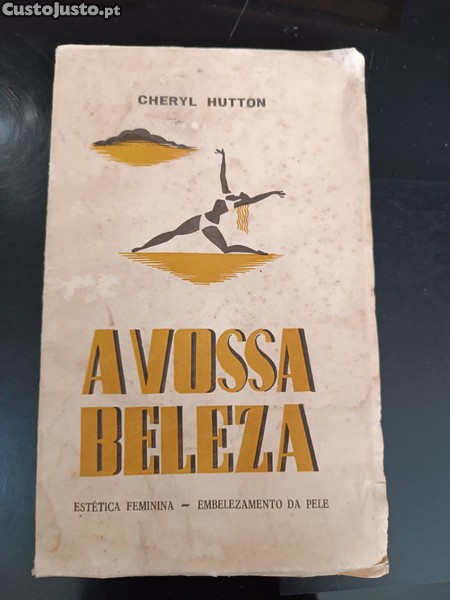 CustoJusto.pt
CHERYL HUTTON
A VOSSA
BELEZA
ESTÉTICA FEMININA ~ EMBELEZAMENTO DA PELE